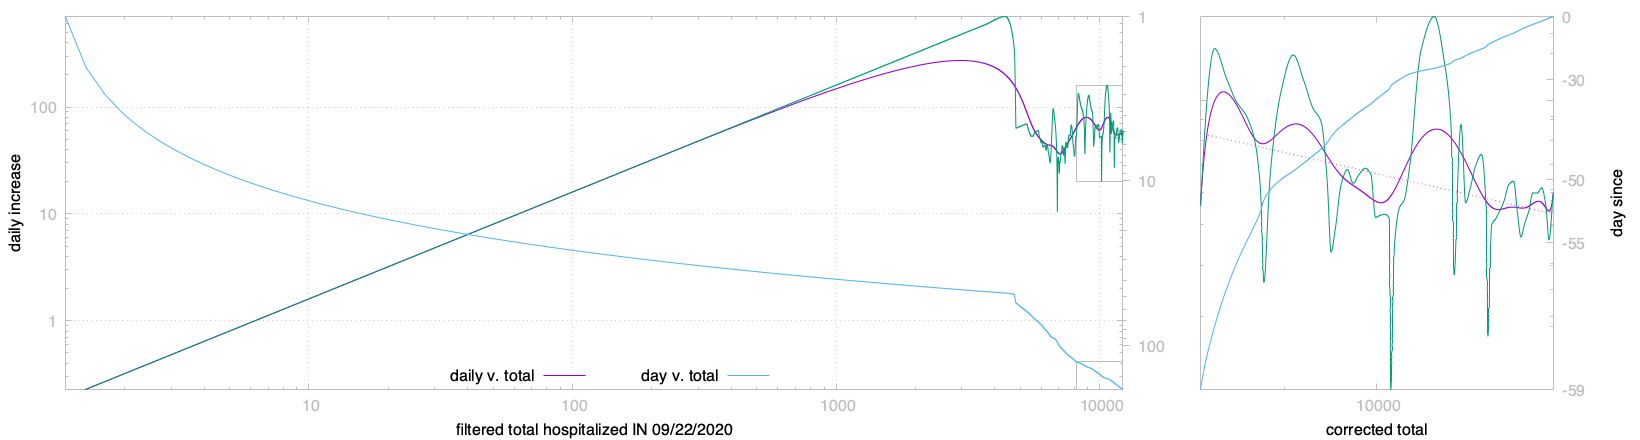 daily increase
100
10
1
10
100
1000
10000
filtered total hospitalized IN 09/22/2020
daily v. total
day v. total
1
10
100
10000
corrected total
0
-30
-50
-55
-59
day since